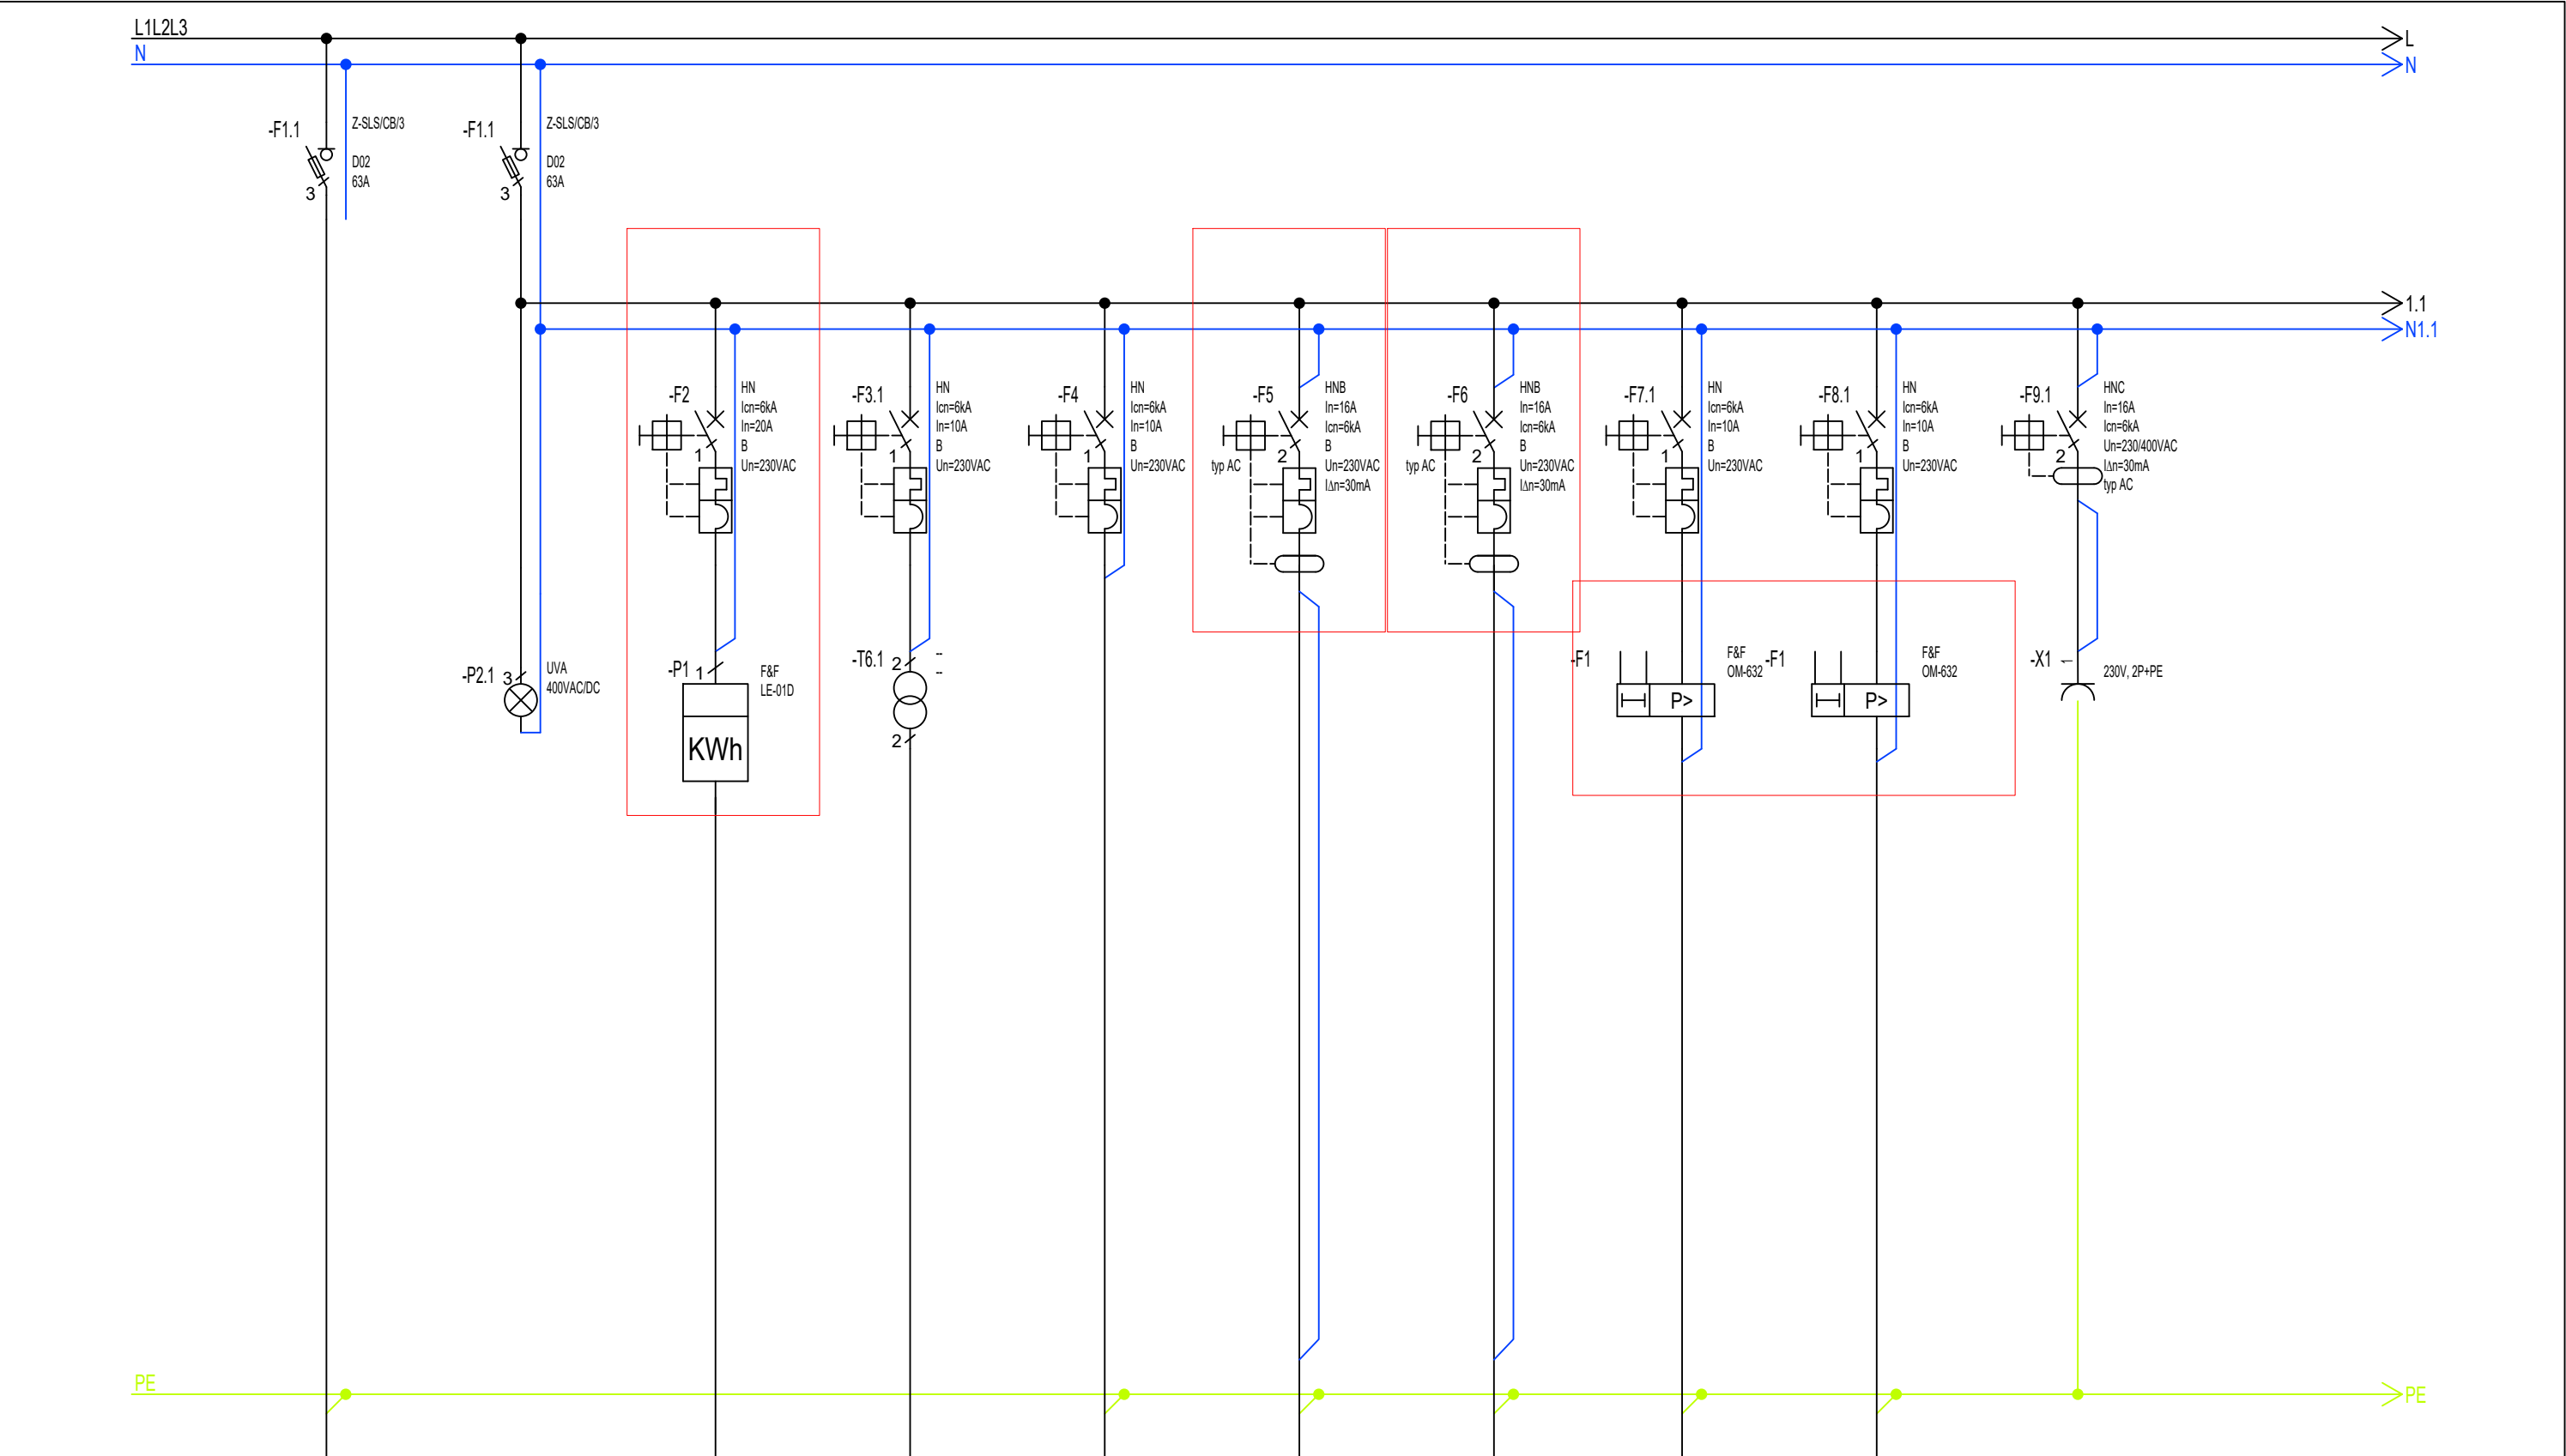 L1L2L3
L
N
N
-F1.1
Z-SLS/CB/3
D02
63A
3
-F1.1
Z-SLS/CB/3
D02
63A
3
1.1
N1.1
-F2
HN
Icn=6kA
In=20A
B
Un=230VAC
1
-F3.1
HN
Icn=6kA
In=10A
B
Un=230VAC
1
-F4
HN
Icn=6kA
In=10A
B
Un=230VAC
1
-F5
HNB
In=16A
Icn=6kA
B
Un=230VAC
I∆n=30mA
2
typ AC
-F6
HNB
In=16A
Icn=6kA
B
Un=230VAC
I∆n=30mA
2
typ AC
-F7.1
HN
Icn=6kA
In=10A
B
Un=230VAC
1
-F8.1
HN
Icn=6kA
In=10A
B
Un=230VAC
1
-F9.1
HNC
In=16A
Icn=6kA
Un=230/400VAC
I∆n=30mA
typ AC
2
-P2.1
3
UVA
400VAC/DC
-P1
1
F&F
LE-01D
KWh
-T6.1
2
--
--
2
-F1
F&F
OM-632
P>
-F1
F&F
OM-632
P>
-X1
230V, 2P+PE
PE
PE